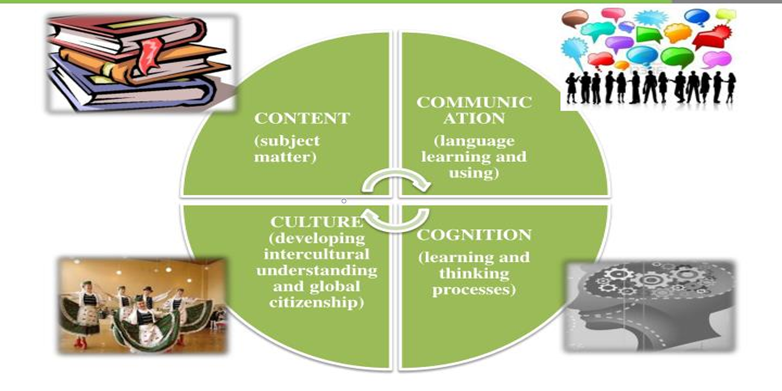 CONTENT
(subject
matter)
COMMUNIC
ATION
(language
learning and
using)
CULTURE
(developing
intercultural
understanding
and global
citizenship)
COGNITION
(learning and
thinking
processes)